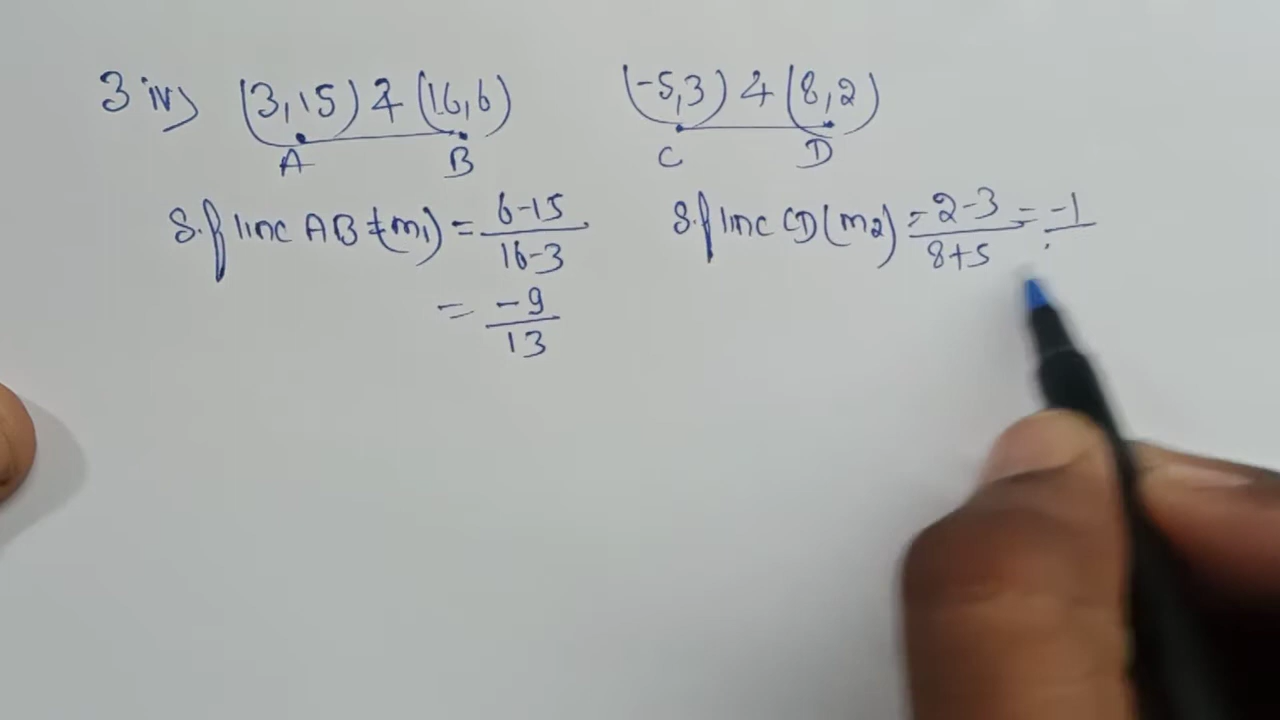 3 iv) (3,15) & (16,6) (-5,3) & (8,2)
A B C D
S.of line AB (m₁) = 6-15/16-3 S.of line CD (m₂) = 2-3/8+5 = -1/
= -9/13